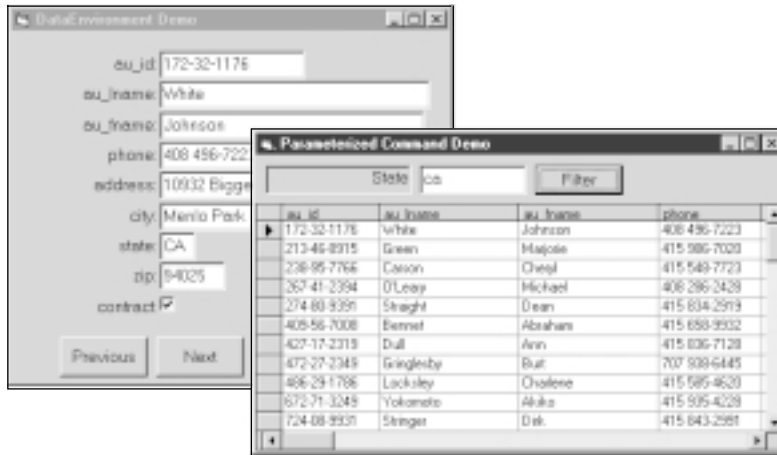 DataEnvironment Demo
au_id: 172-32-1176
au_lname: White
au_fname: Johnson
phone: 408 496-722
address: 10932 Bigge
city: Menlo Park
state: CA
zip: 94025
contract
Previous Next
Parameterized Command Demo
State ca Filter
au_id au_lname au_fname phone
172-32-1176 White Johnson 408 496-7223
213-46-8915 Green Marjorie 415 986-7020
238-95-7766 Carson Cheryl 415 548-7723
267-41-2394 O'Leary Michael 408 286-2428
274-80-9391 Straight Dean 415 834-2919
409-56-7008 Bennet Abraham 415 658-9932
427-17-2319 Dull Ann 415 836-7128
472-27-2349 Gringlesby Burt 707 938-6445
486-29-1786 Locksley Charlene 415 585-4620
672-71-3249 Yokomoto Akiko 415 935-4228
724-08-9931 Stringer Dirk 415 843-2991